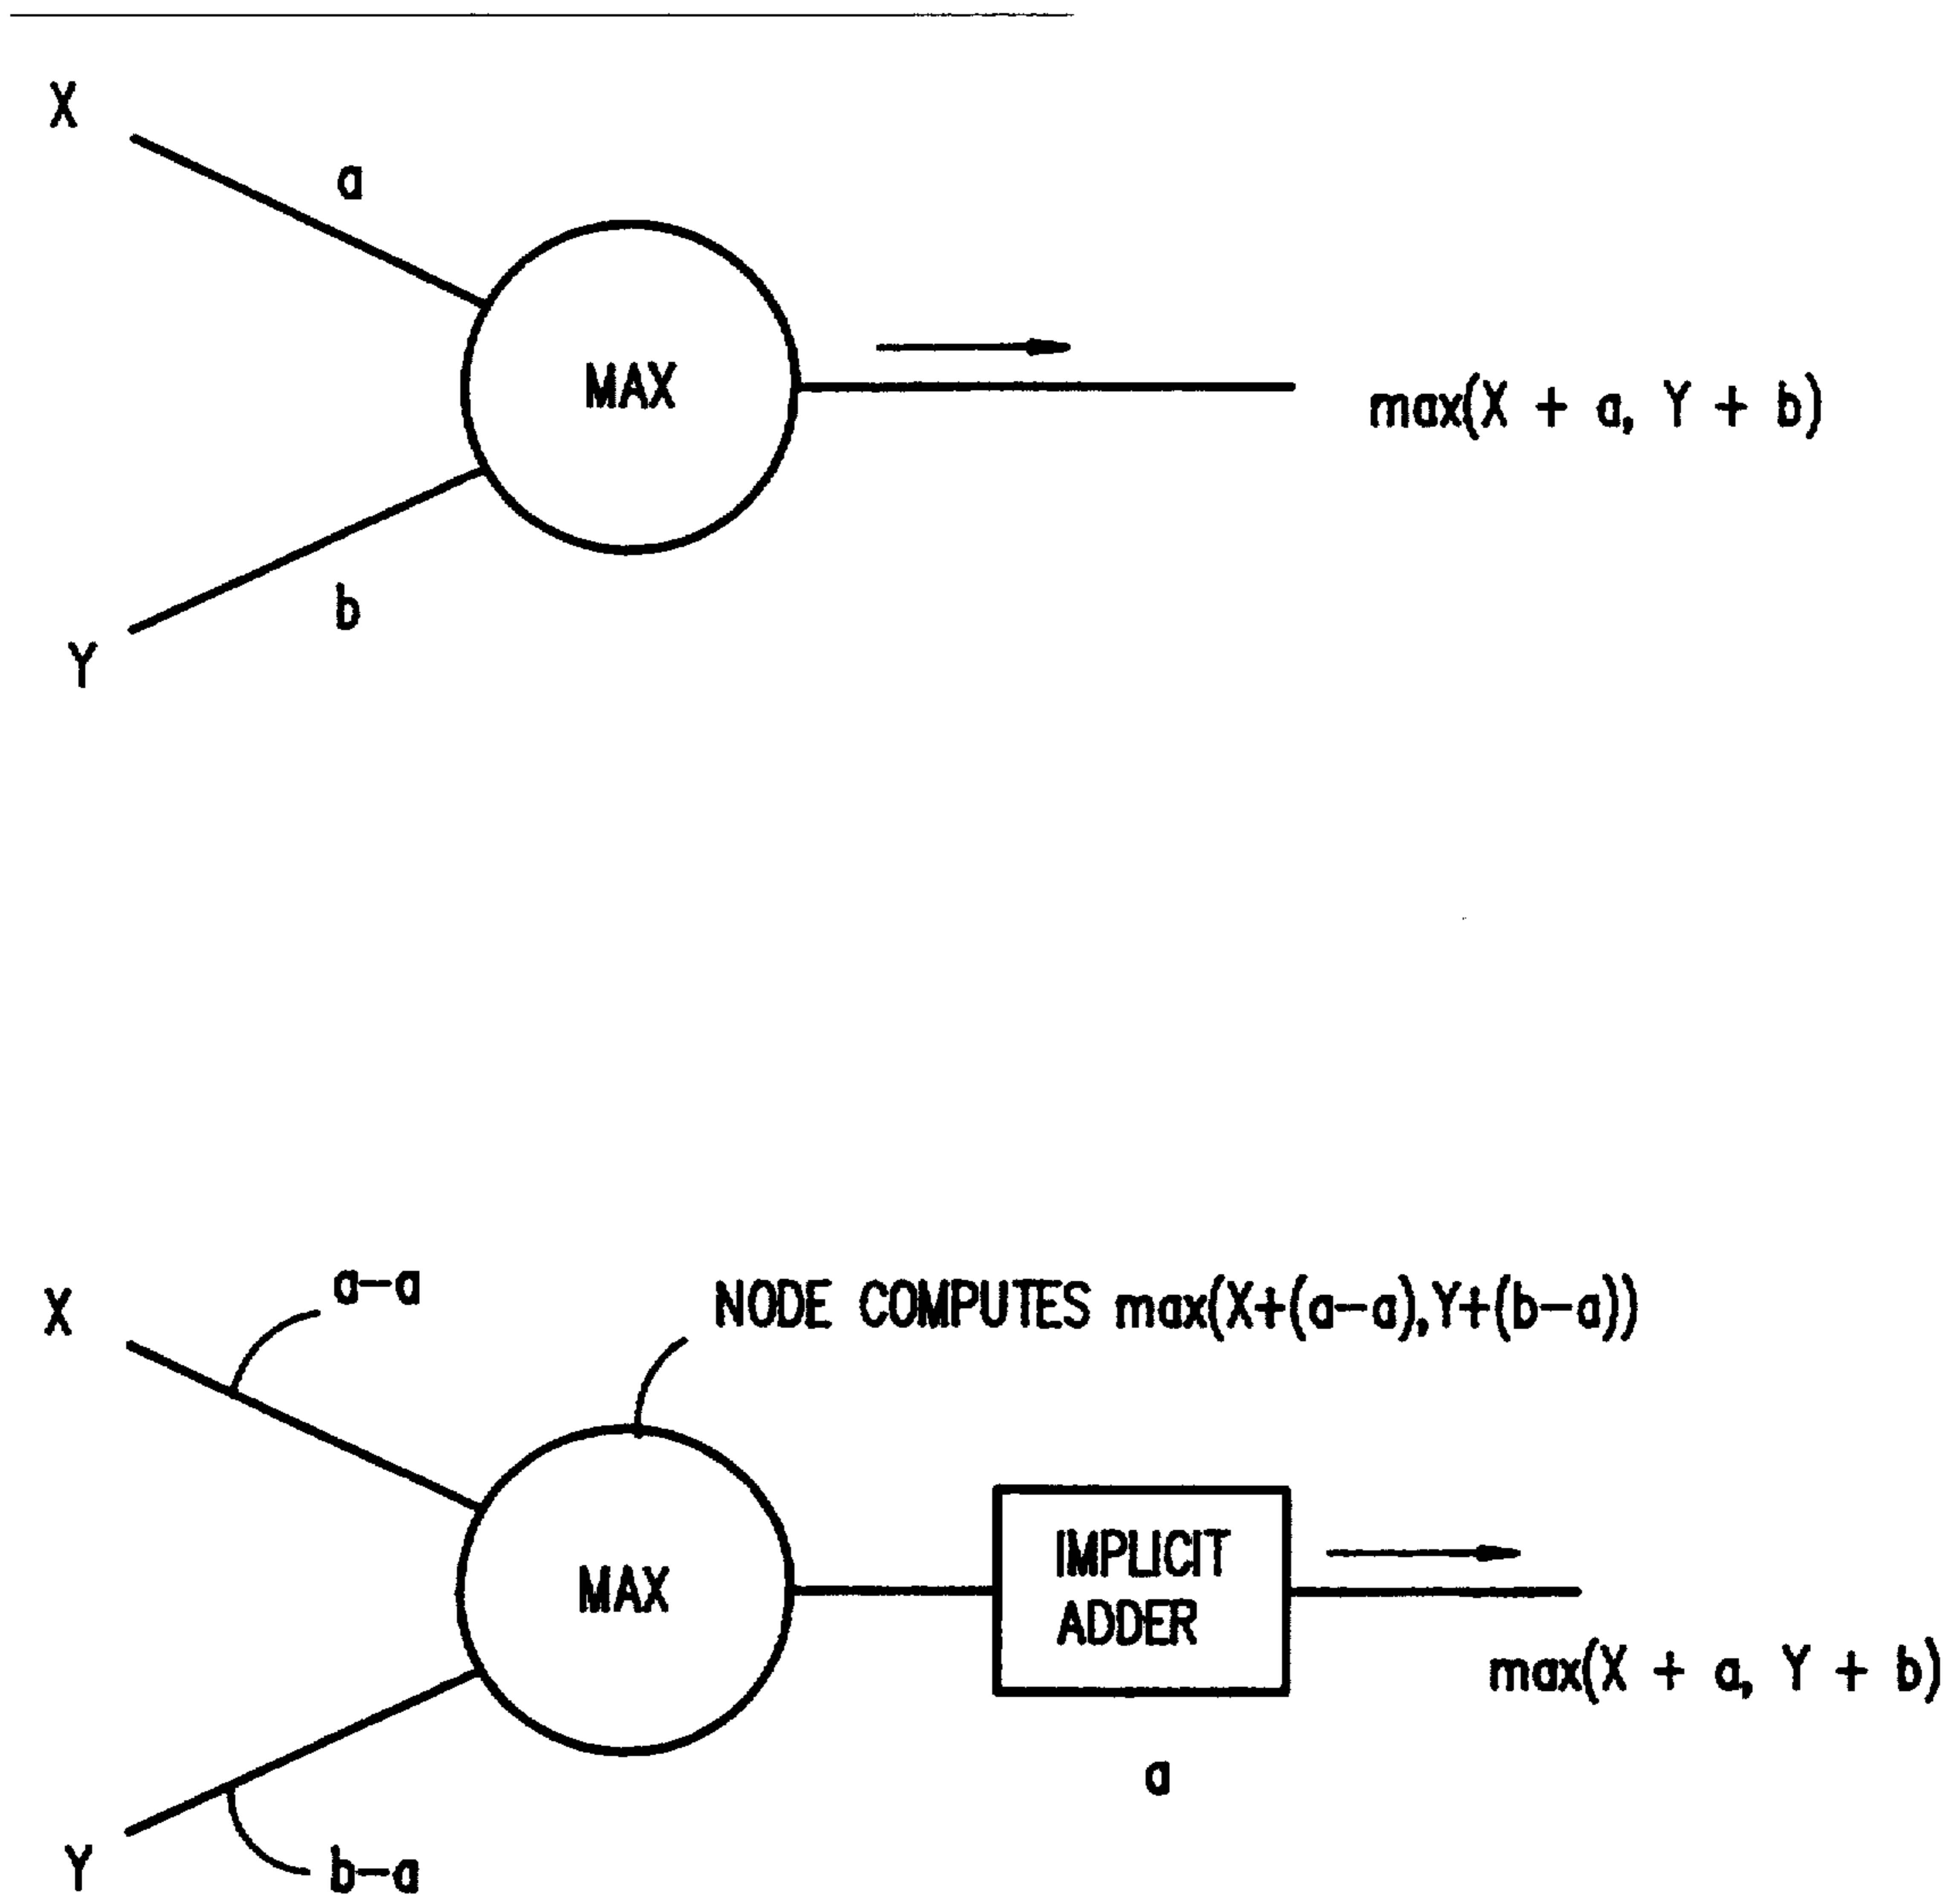 X
a
MAX
max(X + a, Y + b)
b
Y
X
a-a
NODE COMPUTES max(X+(a-a),Y+(b-a))
MAX
IMPLICIT
ADDER
max(X + a, Y + b)
a
Y
b-a